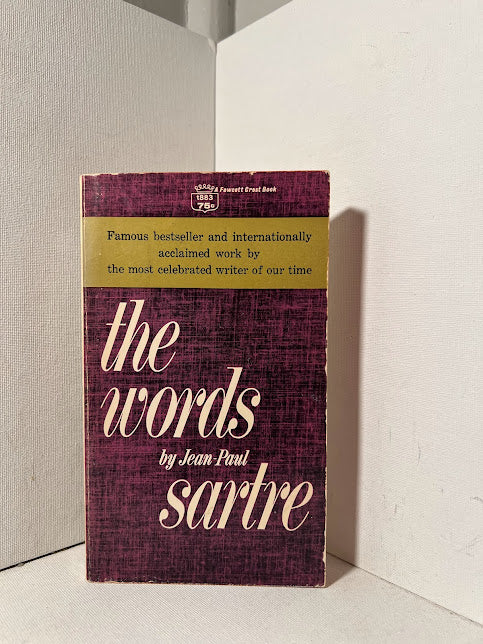 A Fawcett Crest Book
1883
75¢
Famous bestseller and internationally
acclaimed work by
the most celebrated writer of our time
the
words
by Jean-Paul
sartre